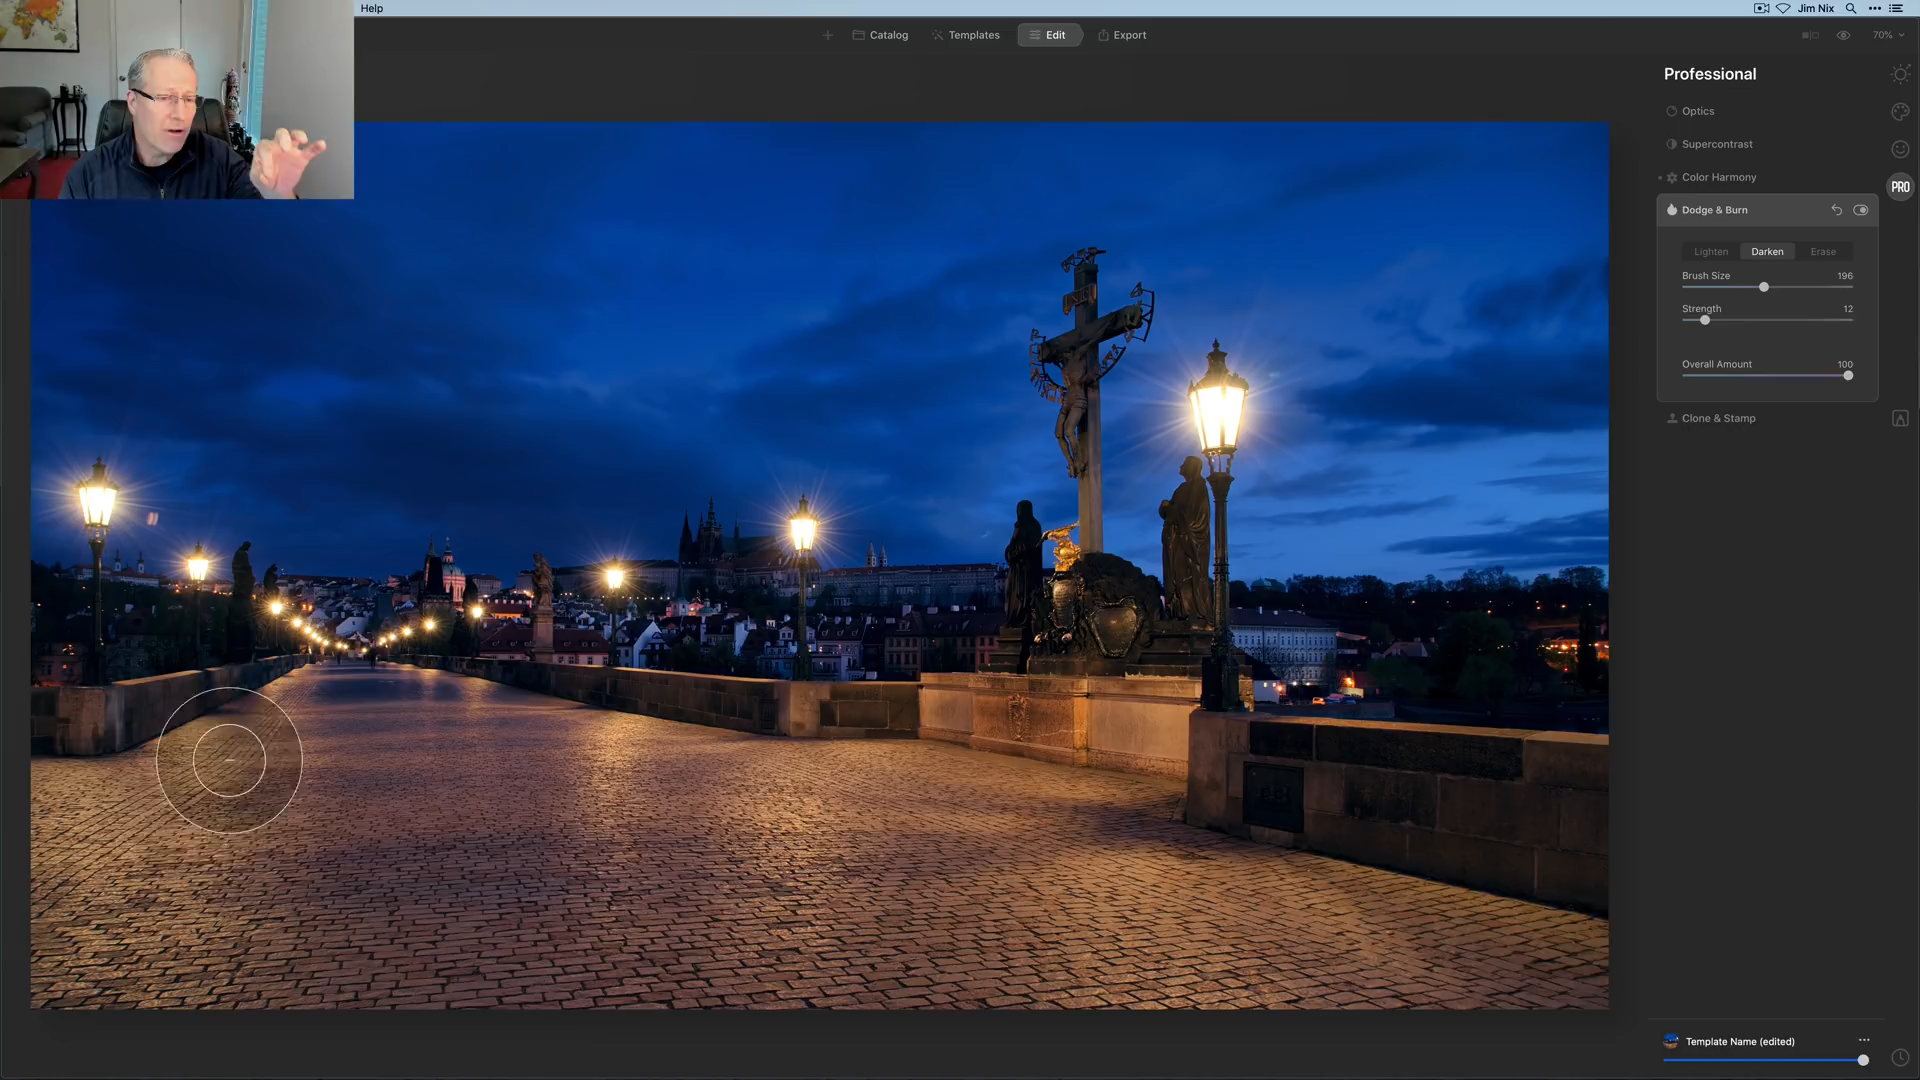 Help
Jim Nix
Catalog
Templates
Edit
Export
70%
Professional
Optics
Supercontrast
Color Harmony
PRO
Dodge & Burn
Lighten
Darken
Erase
Brush Size
196
Strength
12
Overall Amount
100
Clone & Stamp
Template Name (edited)